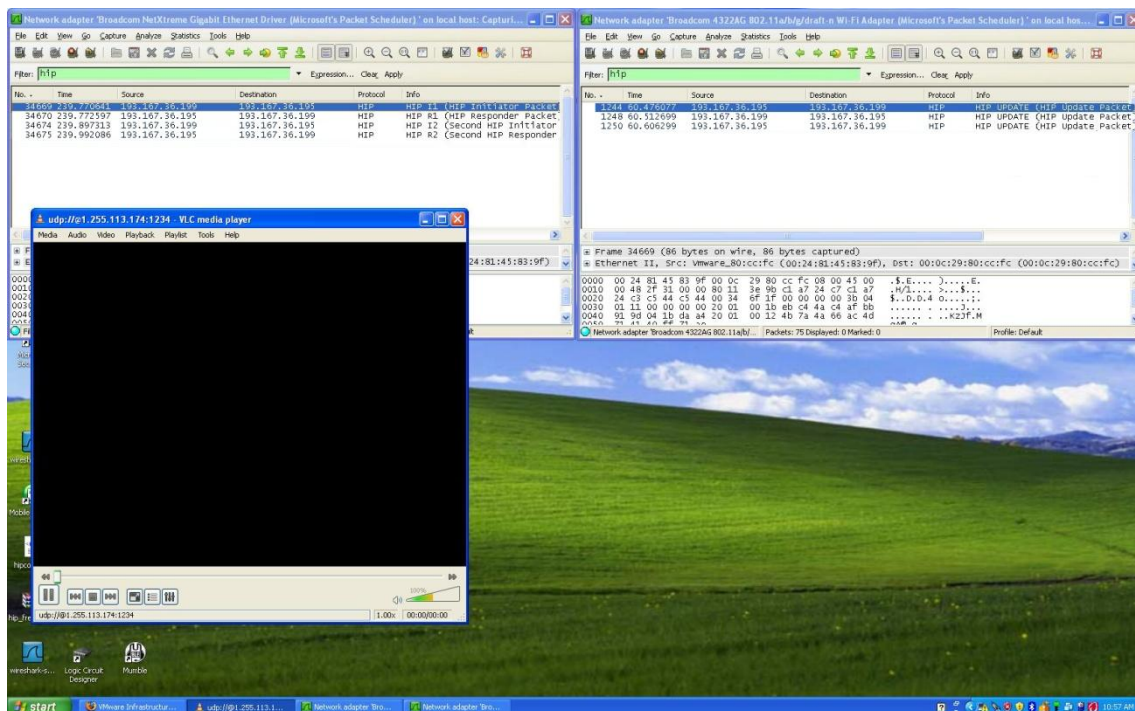 Network adapter 'Broadcom NetXtreme Gigabit Ethernet Driver (Microsoft's Packet Scheduler) ' on local host: Capturi...
File Edit View Go Capture Analyze Statistics Tools Help
Filter: hip Expression... Clear Apply
No. - Time Source Destination Protocol Info
34669 239.770641 193.167.36.199 193.167.36.195 HIP HIP I1 (HIP Initiator Packet)
34670 239.772597 193.167.36.195 193.167.36.199 HIP HIP R1 (HIP Responder Packet)
34674 239.897313 193.167.36.199 193.167.36.195 HIP HIP I2 (Second HIP Initiator
34675 239.992086 193.167.36.195 193.167.36.199 HIP HIP R2 (Second HIP Responder
24:81:45:83:9f)
0000
0010
0020
0030
0040
Network adapter 'Broadcom 4322AG 802.11a/b/g/draft-n Wi-Fi Adapter (Microsoft's Packet Scheduler) ' on local hos...
File Edit View Go Capture Analyze Statistics Tools Help
Filter: hip Expression... Clear Apply
No. - Time Source Destination Protocol Info
1244 60.476077 193.167.36.195 193.167.36.199 HIP HIP UPDATE (HIP Update Packet)
1248 60.512699 193.167.36.199 193.167.36.195 HIP HIP UPDATE (HIP Update Packet)
1250 60.606299 193.167.36.195 193.167.36.199 HIP HIP UPDATE (HIP Update Packet)
Frame 34669 (86 bytes on wire, 86 bytes captured)
Ethernet II, Src: Vmware_80:cc:fc (00:24:81:45:83:9f), Dst: 00:0c:29:80:cc:fc (00:0c:29:80:cc:fc)
0000 00 24 81 45 83 9f 00 0c 29 80 cc fc 08 00 45 00 .$.E.... ).....E.
0010 00 48 2f 31 00 00 80 11 3e 9b c1 a7 24 c7 c1 a7 .H/1.... >...$...
0020 24 c3 c5 44 c5 44 00 34 6f 1f 00 00 00 00 3b 04 $..D.D.4 o.....;.
0030 01 11 00 00 00 00 20 01 00 1b eb c4 4a c4 af bb
0040 91 9d 04 1b da a4 20 01 00 12 4b 7a 4a 66 ac 4d
Network adapter 'Broadcom 4322AG 802.11a/b/... Packets: 75 Displayed: 0 Marked: 0 Profile: Default
udp://@1.255.113.174:1234 - VLC media player
Media Audio Video Playback Playlist Tools Help
100%
udp://@1.255.113.174:1234 1.00x 00:00/00:00
wireshark-s... Logic Circuit Designer Mumble
start VMware Infrastructur... udp://@1.255.113.1... Network adapter 'Bro... Network adapter 'Bro... 10:57 AM